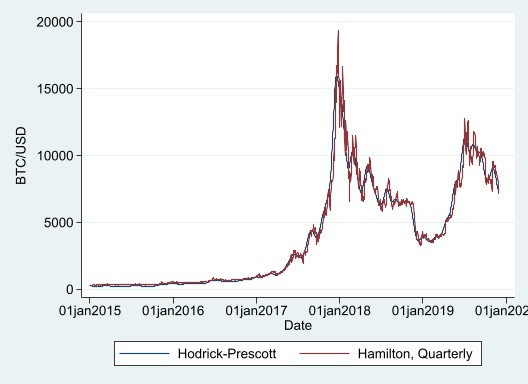 20000
15000
10000
5000
0
BTC/USD
01jan2015 01jan2016 01jan2017 01jan2018 01jan2019 01jan202
Date
Hodrick-Prescott Hamilton, Quarterly